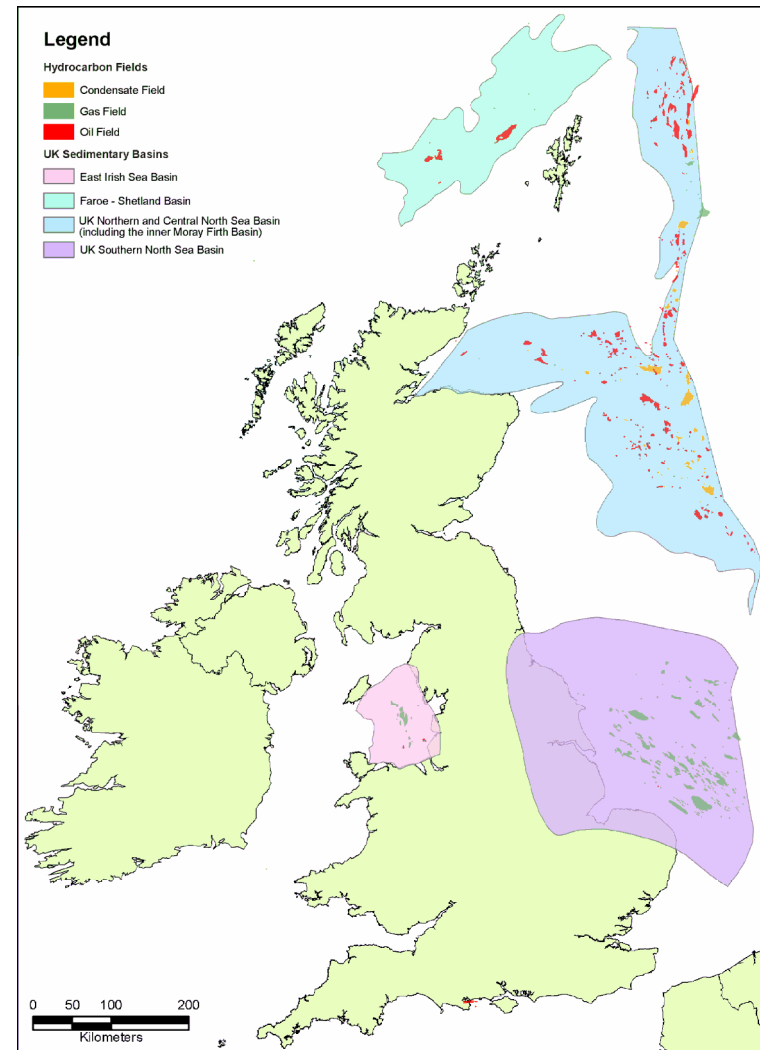 Legend
Hydrocarbon Fields
Condensate Field
Gas Field
Oil Field
UK Sedimentary Basins
East Irish Sea Basin
Faroe - Shetland Basin
UK Northern and Central North Sea Basin
(including the inner Moray Firth Basin)
UK Southern North Sea Basin
0 50 100 200
Kilometers